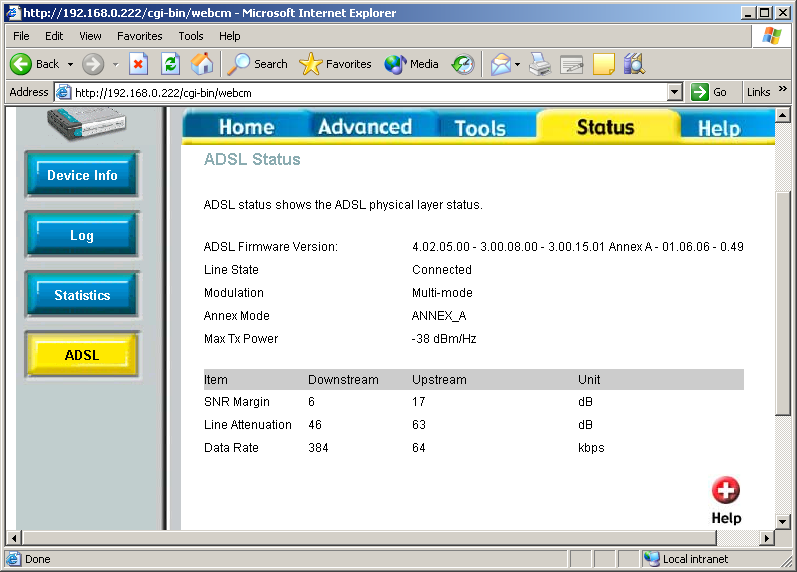 http://192.168.0.222/cgi-bin/webcm - Microsoft Internet Explorer
File Edit View Favorites Tools Help
Back Search Favorites Media
Address http://192.168.0.222/cgi-bin/webcm Go Links »
Home Advanced Tools Status Help
Device Info
Log
Statistics
ADSL
ADSL Status
ADSL status shows the ADSL physical layer status.
ADSL Firmware Version: 4.02.05.00 - 3.00.08.00 - 3.00.15.01 Annex A - 01.06.06 - 0.49
Line State Connected
Modulation Multi-mode
Annex Mode ANNEX_A
Max Tx Power -38 dBm/Hz
Item Downstream Upstream Unit
SNR Margin 6 17 dB
Line Attenuation 46 63 dB
Data Rate 384 64 kbps
Help
Done Local intranet